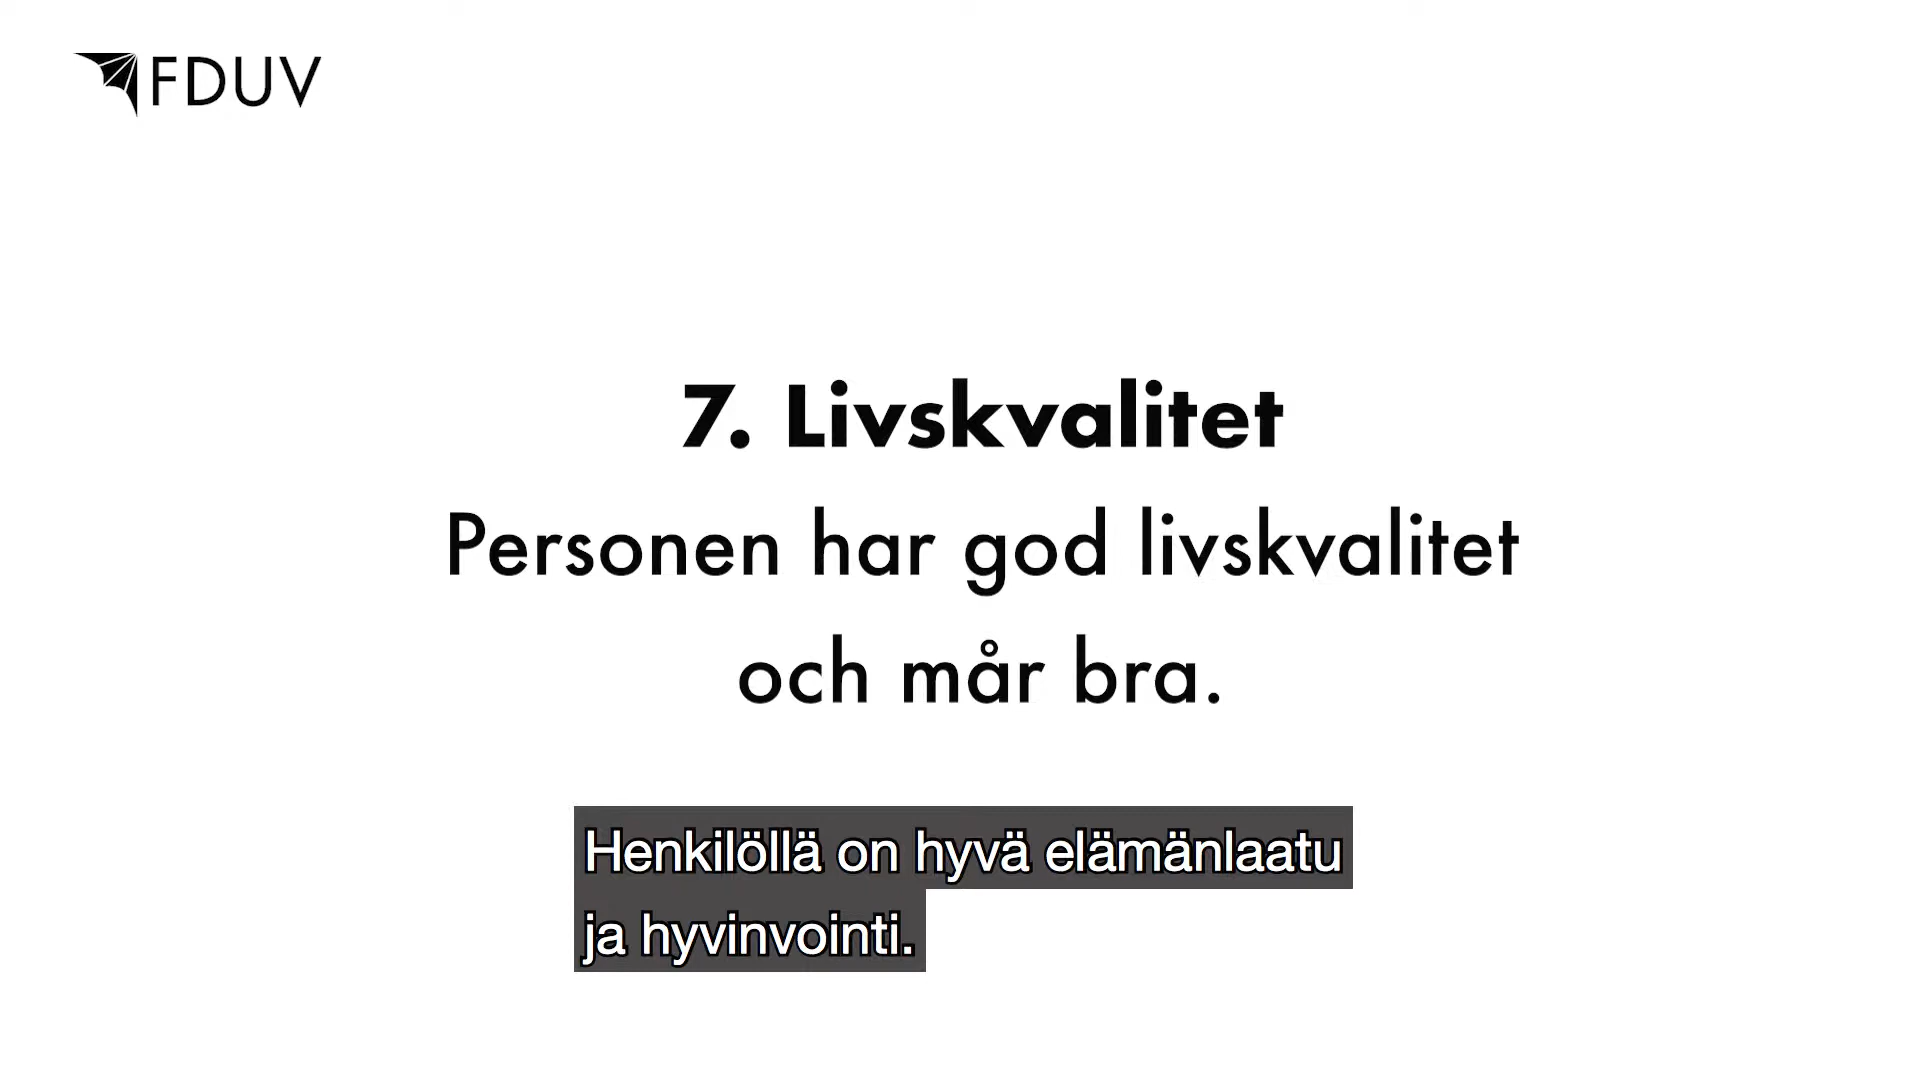 FDUV
7. Livskvalitet
Personen har god livskvalitet
och mår bra.
Henkilöllä on hyvä elämänlaatu
ja hyvinvointi.